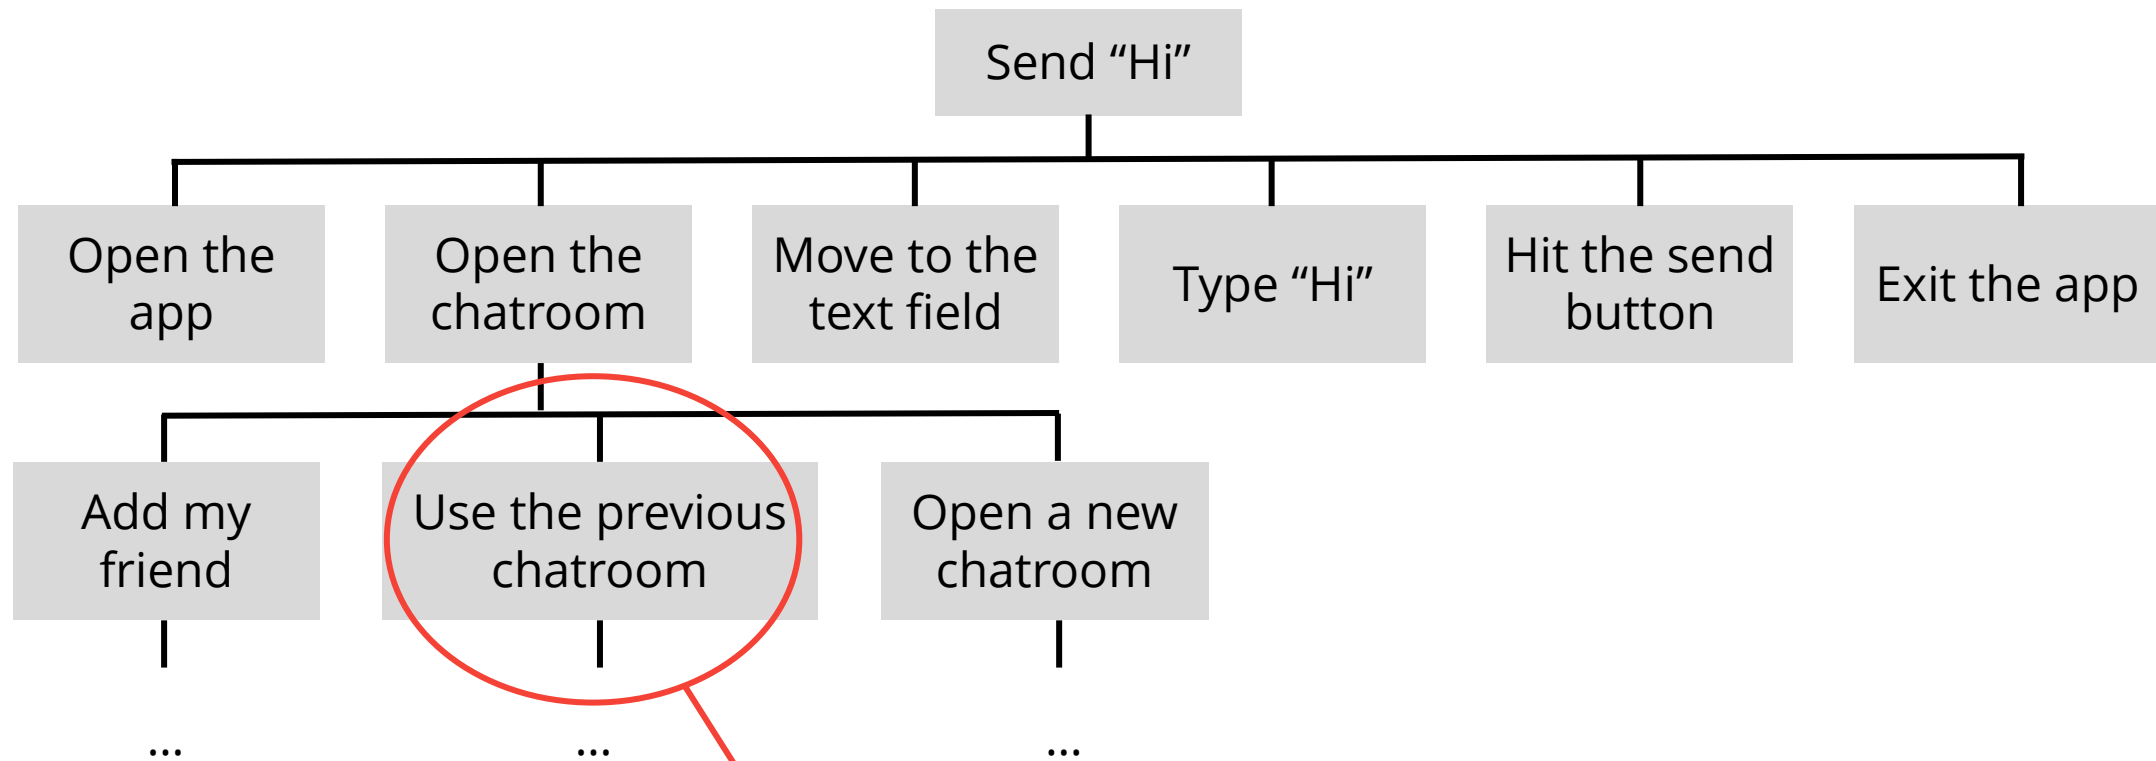 Send “Hi”
Open the
app
Open the
chatroom
Move to the
text field
Type “Hi”
Hit the send
button
Exit the app
Add my
friend
Use the previous
chatroom
Open a new
chatroom
...
...
...